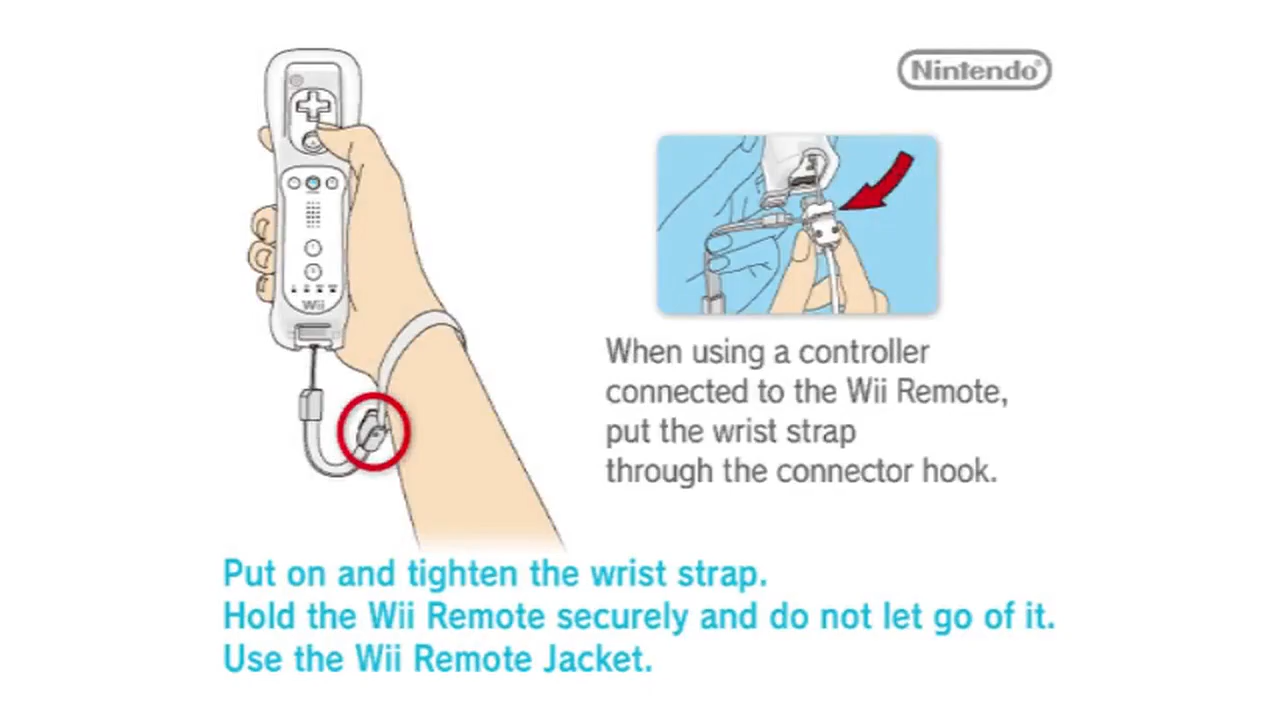 Nintendo®
Wii
When using a controller
connected to the Wii Remote,
put the wrist strap
through the connector hook.
Put on and tighten the wrist strap.
Hold the Wii Remote securely and do not let go of it.
Use the Wii Remote Jacket.